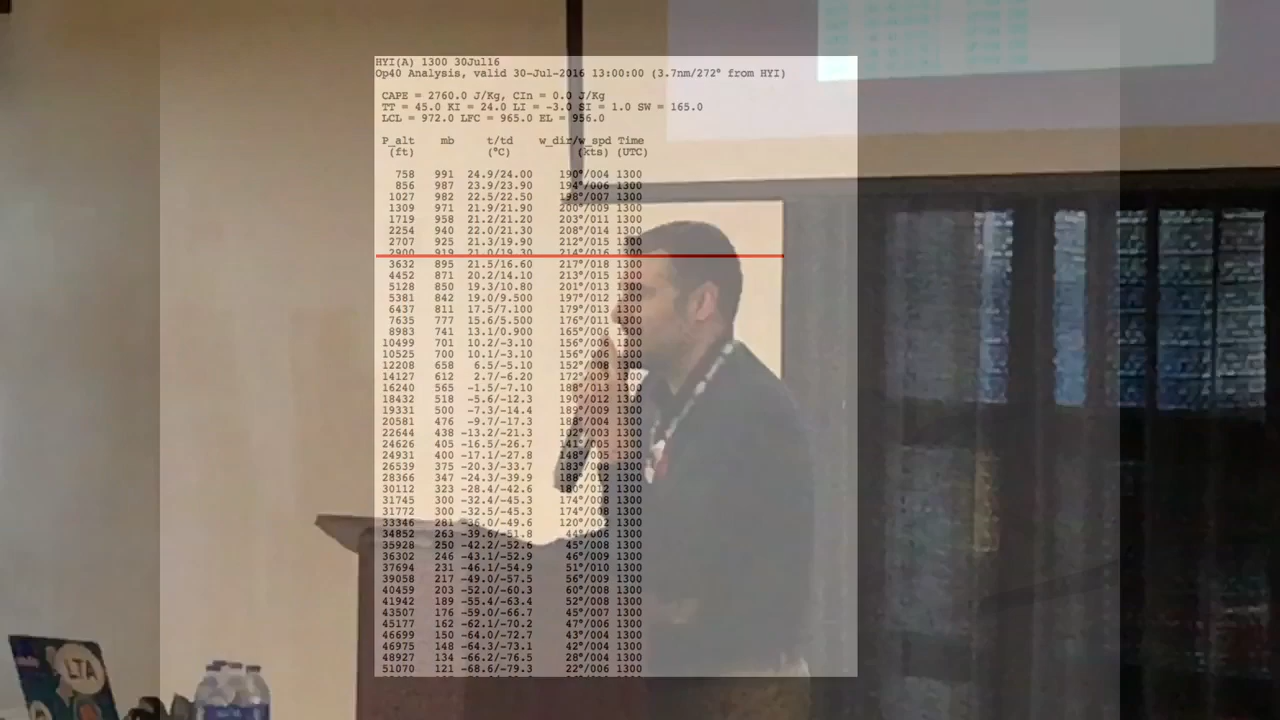 HYI(A) 1300 30Jul16
Op40 Analysis, valid 30-Jul-2016 13:00:00 (3.7nm/272° from HYI)
CAPE = 2760.0 J/Kg, CIn = 0.0 J/Kg
TT = 45.0 KI = 24.0 LI = -3.0 SI = 1.0 SW = 165.0
LCL = 972.0 LFC = 965.0 EL = 956.0
P_alt mb t/td w_dir/w_spd Time
(ft) (°C) (kts) (UTC)
758 991 24.9/24.00 190°/004 1300
856 987 23.9/23.90 194°/006 1300
1027 982 22.5/22.50 198°/007 1300
1309 971 21.9/21.90 200°/009 1300
1719 958 21.2/21.20 203°/011 1300
2254 940 22.0/21.30 208°/014 1300
2707 925 21.3/19.90 212°/015 1300
2900 919 21.0/19.30 214°/016 1300
3632 895 21.5/16.60 217°/018 1300
4452 871 20.2/14.10 213°/015 1300
5128 850 19.3/10.80 201°/013 1300
5381 842 19.0/9.500 197°/012 1300
6437 811 17.5/7.100 179°/013 1300
7635 777 15.6/5.500 176°/011 1300
8983 741 13.1/0.900 165°/006 1300
10499 701 10.2/-3.10 156°/006 1300
10525 700 10.1/-3.10 156°/006 1300
12208 658 6.5/-5.10 152°/008 1300
14127 612 2.7/-6.20 172°/009 1300
16240 565 -1.5/-7.10 188°/013 1300
18432 518 -5.6/-12.3 190°/012 1300
19331 500 -7.3/-14.4 189°/009 1300
20581 476 -9.7/-17.3 188°/004 1300
22644 438 -13.2/-21.3 102°/003 1300
24626 405 -16.5/-26.7 141°/005 1300
24931 400 -17.1/-27.8 148°/005 1300
26539 375 -20.3/-33.7 183°/008 1300
28366 347 -24.3/-39.9 188°/012 1300
30112 323 -28.4/-42.6 180°/012 1300
31745 300 -32.4/-45.3 174°/008 1300
31772 300 -32.5/-45.3 174°/008 1300
33346 281 -36.0/-49.6 120°/002 1300
34852 263 -39.6/-51.8 44°/006 1300
35928 250 -42.2/-52.6 45°/008 1300
36302 246 -43.1/-52.9 46°/009 1300
37694 231 -46.1/-54.9 51°/010 1300
39058 217 -49.0/-57.5 56°/009 1300
40459 203 -52.0/-60.3 60°/008 1300
41942 189 -55.4/-63.4 52°/008 1300
43507 176 -59.0/-66.7 45°/007 1300
45177 162 -62.1/-70.2 47°/006 1300
46699 150 -64.0/-72.7 43°/004 1300
46975 148 -64.3/-73.1 42°/004 1300
48927 134 -66.2/-76.5 28°/004 1300
51070 121 -68.6/-79.3 22°/006 1300
LTA